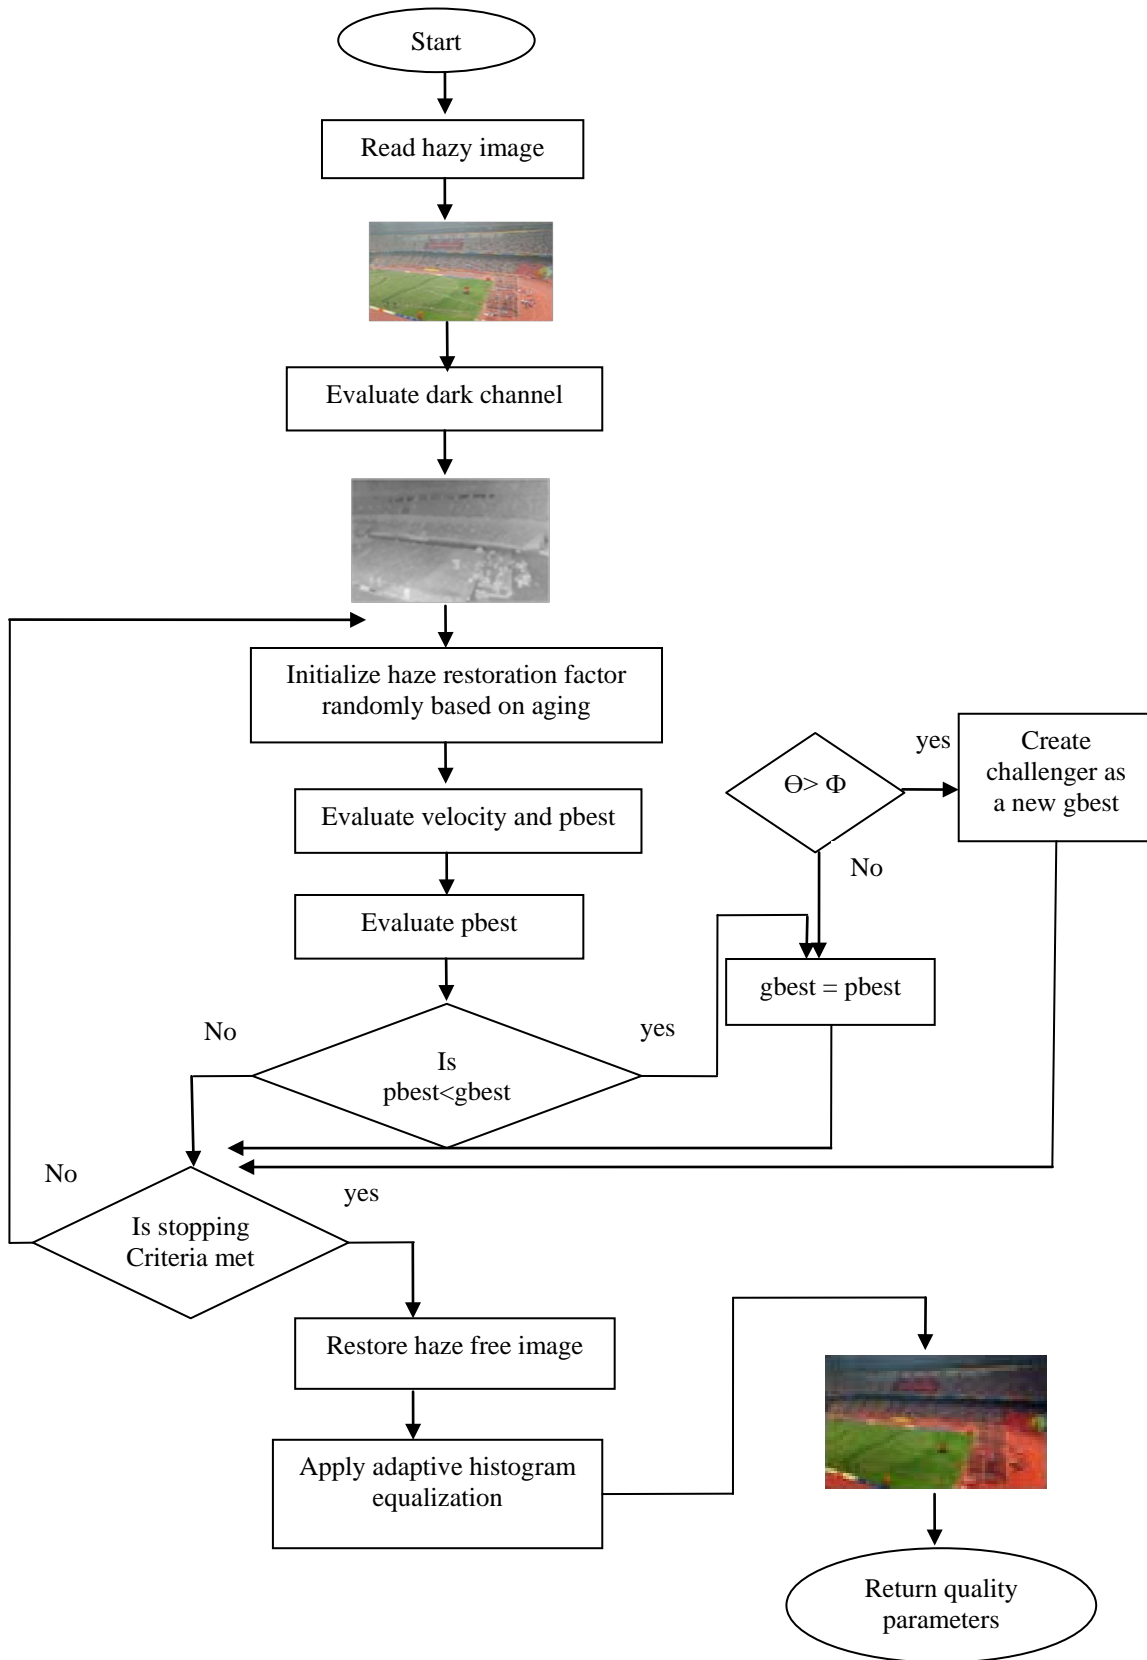 Start
Read hazy image
Evaluate dark channel
Initialize haze restoration factor
randomly based on aging
Evaluate velocity and pbest
Evaluate pbest
Ɵ> Φ
yes
Create
challenger as
a new gbest
No
gbest = pbest
No
yes
Is
pbest<gbest
No
yes
Is stopping
Criteria met
Restore haze free image
Apply adaptive histogram
equalization
Return quality
parameters